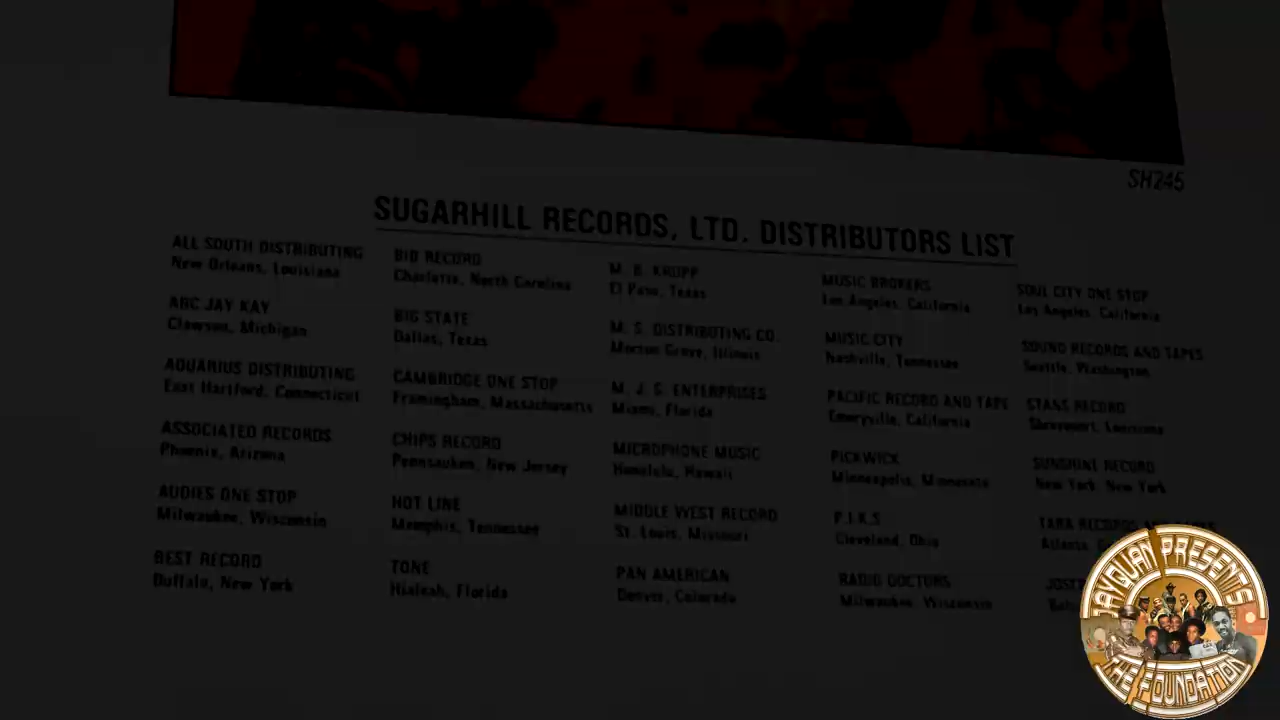 SH245
SUGARHILL RECORDS, LTD. DISTRIBUTORS LIST
ALL SOUTH DISTRIBUTING
New Orleans, Louisiana
ARC JAY KAY
Clawson, Michigan
AQUARIUS DISTRIBUTING
East Hartford, Connecticut
ASSOCIATED RECORDS
Phoenix, Arizona
AUDIES ONE STOP
Milwaukee, Wisconsin
BEST RECORD
Buffalo, New York
BIB RECORD
Charlotte, North Carolina
BIG STATE
Dallas, Texas
CAMBRIDGE ONE STOP
Framingham, Massachusetts
CHIPS RECORD
Pennsauken, New Jersey
HOT LINE
Memphis, Tennessee
TONE
Hialeah, Florida
M. B. KRUPP
El Paso, Texas
M. S. DISTRIBUTING CO.
Morton Grove, Illinois
M. J. S. ENTERPRISES
Miami, Florida
MICROPHONE MUSIC
Honolulu, Hawaii
MIDDLE WEST RECORD
St. Louis, Missouri
PAN AMERICAN
Denver, Colorado
MUSIC BROKERS
Los Angeles, California
MUSIC CITY
Nashville, Tennessee
PACIFIC RECORD AND TAPE
Emeryville, California
PICKWICK
Minneapolis, Minnesota
P.I.K.S
Cleveland, Ohio
RADIO DOCTORS
Milwaukee, Wisconsin
SOUL CITY ONE STOP
Los Angeles, California
SOUND RECORDS AND TAPES
Seattle, Washington
STANS RECORD
Shreveport, Louisiana
SUNSHINE RECORD
New York, New York
TARA RECORDS
Atlanta,
JAYQUAN PRESENTS
THE FOUNDATION